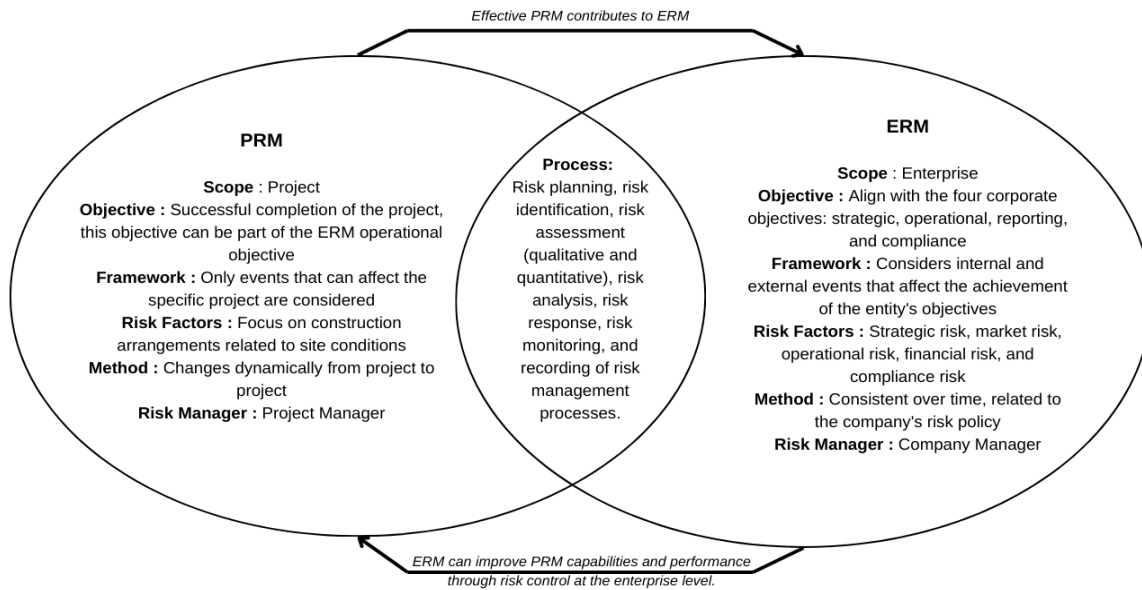 Effective PRM contributes to ERM
PRM
Scope : Project
Objective : Successful completion of the project,
this objective can be part of the ERM operational
objective
Framework : Only events that can affect the
specific project are considered
Risk Factors : Focus on construction
arrangements related to site conditions
Method : Changes dynamically from project to
project
Risk Manager : Project Manager
Process:
Risk planning, risk
identification, risk
assessment
(qualitative and
quantitative), risk
analysis, risk
response, risk
monitoring, and
recording of risk
management
processes.
ERM
Scope : Enterprise
Objective : Align with the four corporate
objectives: strategic, operational, reporting,
and compliance
Framework : Considers internal and
external events that affect the achievement
of the entity's objectives
Risk Factors : Strategic risk, market risk,
operational risk, financial risk, and
compliance risk
Method : Consistent over time, related to
the company's risk policy
Risk Manager : Company Manager
ERM can improve PRM capabilities and performance
through risk control at the enterprise level.